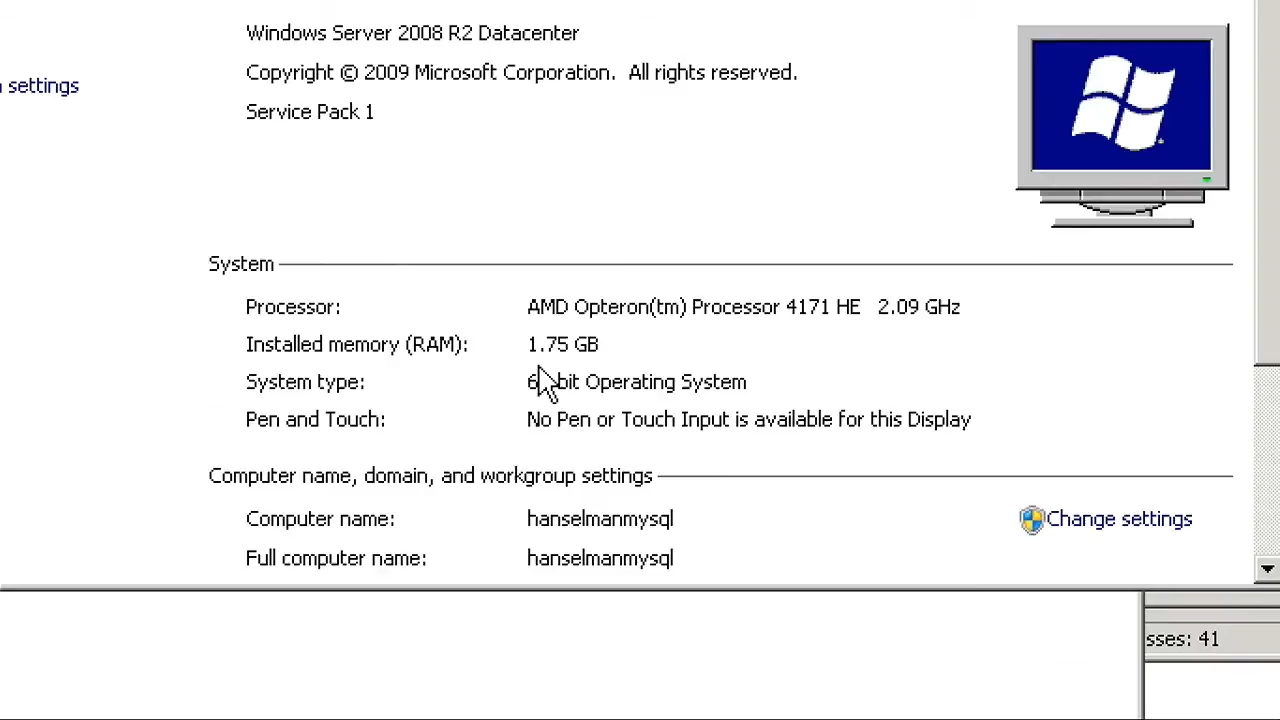 Windows Server 2008 R2 Datacenter
settings
Copyright © 2009 Microsoft Corporation. All rights reserved.
Service Pack 1
System
Processor: AMD Opteron(tm) Processor 4171 HE 2.09 GHz
Installed memory (RAM): 1.75 GB
System type: bit Operating System
Pen and Touch: No Pen or Touch Input is available for this Display
Computer name, domain, and workgroup settings
Computer name: hanselmanmysql Change settings
Full computer name: hanselmanmysql
sses: 41